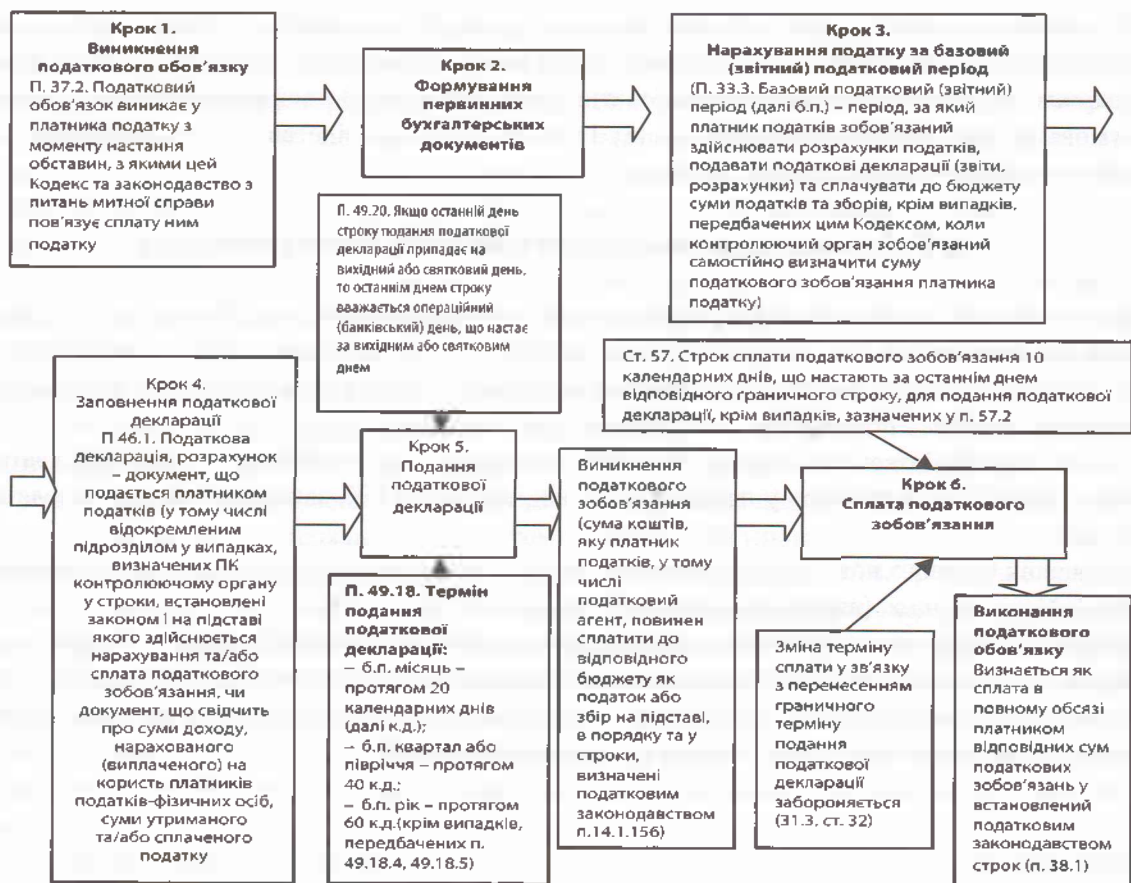 Крок 1.
Виникнення
податкового обов'язку
П. 37.2. Податковий
обов'язок виникає у
платника податку з
моменту настання
обставин, з якими цей
Кодекс та законодавство з
питань митної справи
пов'язує сплату ним
податку
Крок 2.
Формування
первинних
бухгалтерських
документів
Крок 3.
Нарахування податку за базовий
(звітний) податковий період
(П. 33.3. Базовий податковий (звітний)
період (далі б.п.) – період, за який
платник податків зобов'язаний
здійснювати розрахунки податків,
подавати податкові декларації (звіти,
розрахунки) та сплачувати до бюджету
суми податків та зборів, крім випадків,
передбачених цим Кодексом, коли
контролюючий орган зобов'язаний
самостійно визначити суму
податкового зобов'язання платника
податку)
П. 49.20. Якщо останній день
строку подання податкової
декларації припадає на
вихідний або святковий день,
то останнім днем строку
вважається операційний
(банківський) день, що настає
за вихідним або святковим
днем
Ст. 57. Строк сплати податкового зобов'язання 10
календарних днів, що настають за останнім днем
відповідного граничного строку, для подання податкової
декларації, крім випадків, зазначених у п. 57.2
Крок 4.
Заповнення податкової
декларації
П 46.1. Податкова
декларація, розрахунок
– документ, що
подається платником
податків (у тому числі
відокремленим
підрозділом у випадках,
визначених ПК
контролюючому органу
у строки, встановлені
законом і на підставі
якого здійснюється
нарахування та/або
сплата податкового
зобов'язання, чи
документ, що свідчить
про суми доходу,
нарахованого
(виплаченого) на
користь платників
податків-фізичних осіб,
суми утриманого
та/або сплаченого
податку
Крок 5.
Подання
податкової
декларації
П. 49.18. Термін
подання
податкової
декларації:
– б.п. місяць –
протягом 20
календарних днів
(далі к.д.);
– б.п. квартал або
півріччя – протягом
40 к.д.;
– б.п. рік – протягом
60 к.д.(крім випадків,
передбачених п.
49.18.4, 49.18.5)
Виникнення
податкового
зобов'язання
(сума коштів,
яку платник
податків, у тому
числі
податковий
агент, повинен
сплатити до
відповідного
бюджету як
податок або
збір на підставі,
в порядку та у
строки,
визначені
податковим
законодавством
п.14.1.156)
Крок 6.
Сплата податкового
зобов'язання
Зміна терміну
сплати у зв'язку
з перенесенням
граничного
терміну
подання
податкової
декларації
забороняється
(31.3, ст. 32)
Виконання
податкового
обов'язку
Визнається як
сплата в
повному обсязі
платником
відповідних сум
податкових
зобов'язань у
встановлений
податковим
законодавством
строк (п. 38.1)